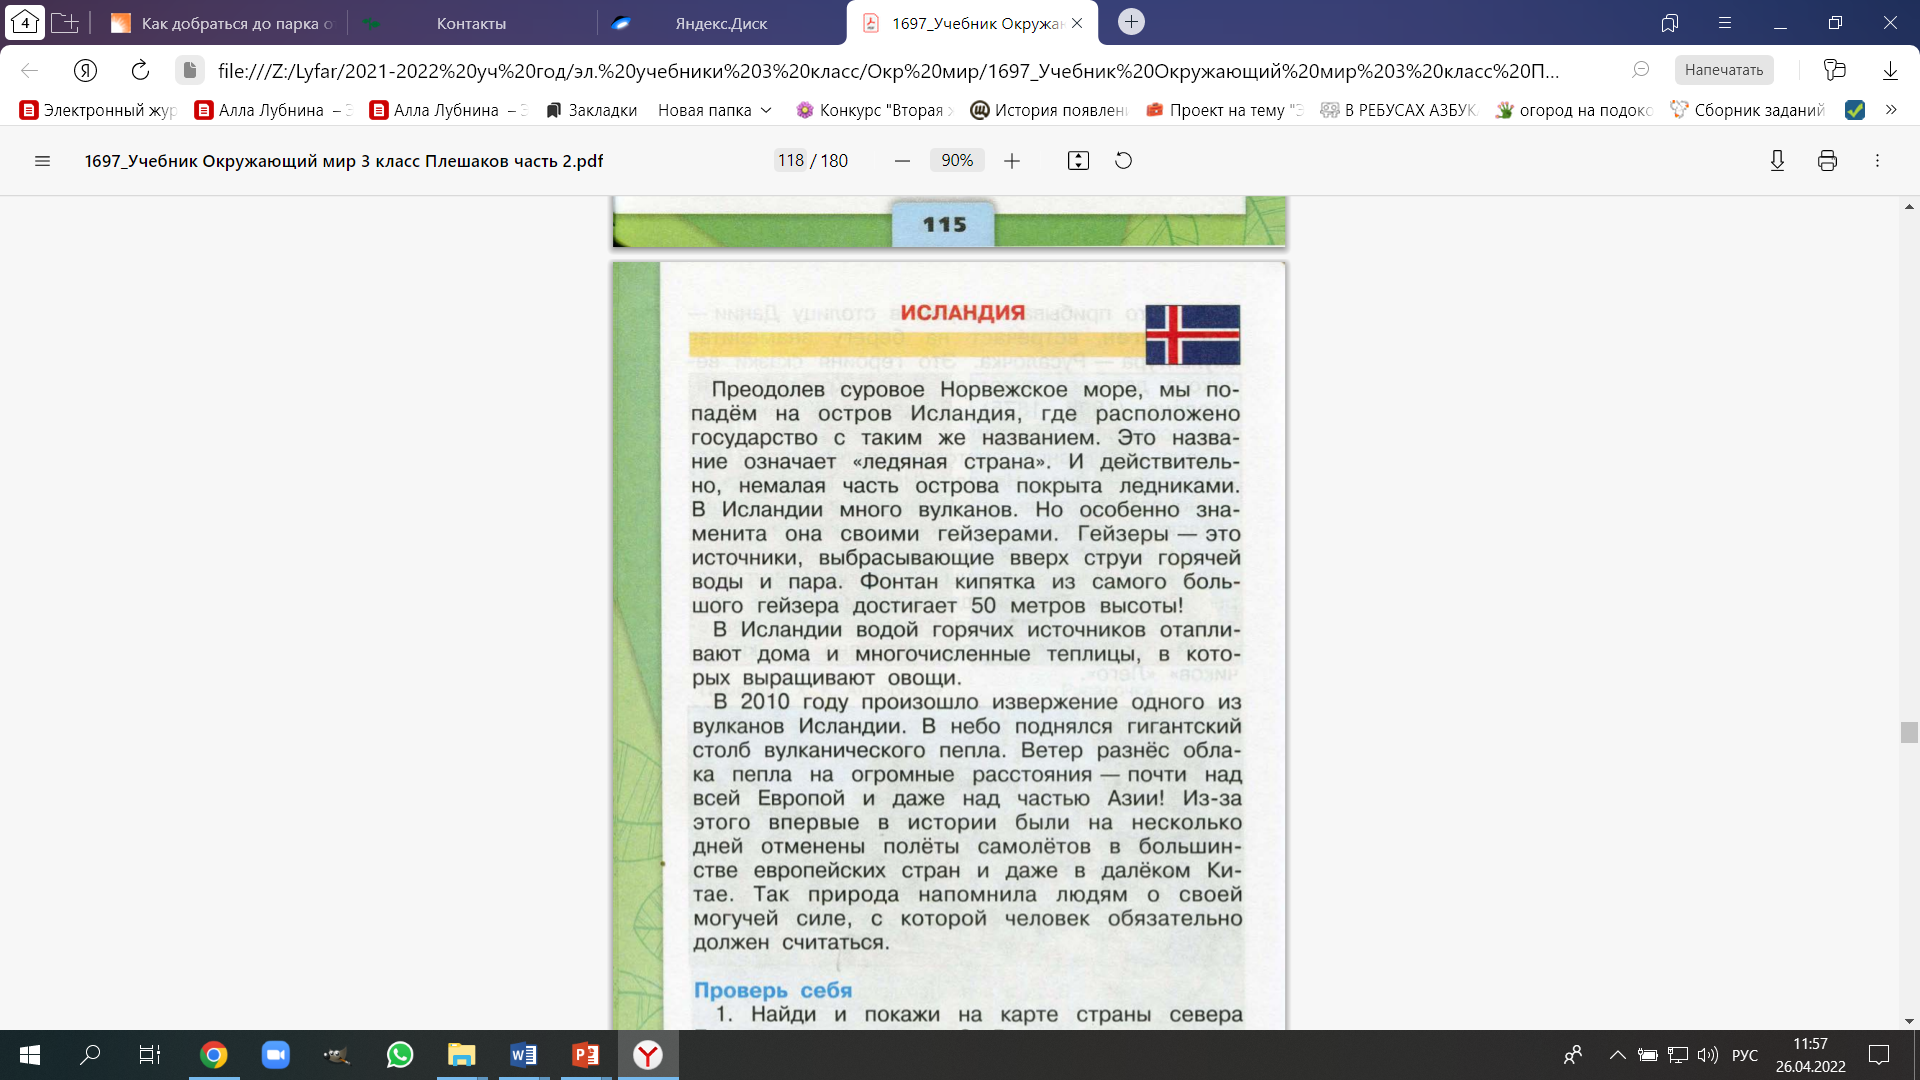 4
Как добраться до парка о
Контакты
Яндекс.Диск
1697_Учебник Окружа
file:///Z:/Lyfar/2021-2022%20уч%20год/эл.%20учебники%203%20класс/Окр%20мир/1697_Учебник%20Окружающий%20мир%203%20класс%20П...
Напечатать
Электронный жур
Алла Лубнина – Э
Алла Лубнина – Э
Закладки
Новая папка
Конкурс "Вторая
История появлен
Проект на тему "Э
В РЕБУСАХ АЗБУК
огород на подоко
Сборник заданий
»
1697_Учебник Окружающий мир 3 класс Плешаков часть 2.pdf
118 / 180
90%
115
ИСЛАНДИЯ
Преодолев суровое Норвежское море, мы по-
падём на остров Исландия, где расположено
государство с таким же названием. Это назва-
ние означает «ледяная страна». И действитель-
но, немалая часть острова покрыта ледниками.
В Исландии много вулканов. Но особенно зна-
менита она своими гейзерами. Гейзеры — это
источники, выбрасывающие вверх струи горячей
воды и пара. Фонтан кипятка из самого боль-
шого гейзера достигает 50 метров высоты!
В Исландии водой горячих источников отапли-
вают дома и многочисленные теплицы, в кото-
рых выращивают овощи.
В 2010 году произошло извержение одного из
вулканов Исландии. В небо поднялся гигантский
столб вулканического пепла. Ветер разнёс обла-
ка пепла на огромные расстояния — почти над
всей Европой и даже над частью Азии! Из-за
этого впервые в истории были на несколько
дней отменены полёты самолётов в большин-
стве европейских стран и даже в далёком Ки-
тае. Так природа напомнила людям о своей
могучей силе, с которой человек обязательно
должен считаться.
Проверь себя
1. Найди и покажи на карте страны севера
РУС
11:57
26.04.2022